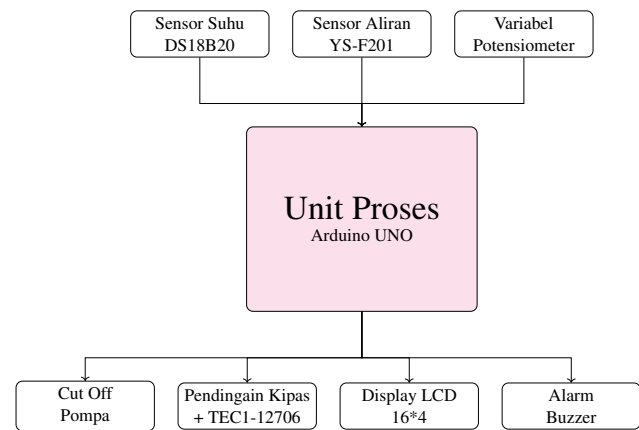 Sensor Suhu
DS18B20
Sensor Aliran
YS-F201
Variabel
Potensiometer
Unit Proses
Arduino UNO
Cut Off
Pompa
Pendingain Kipas
+ TEC1-12706
Display LCD
16*4
Alarm
Buzzer